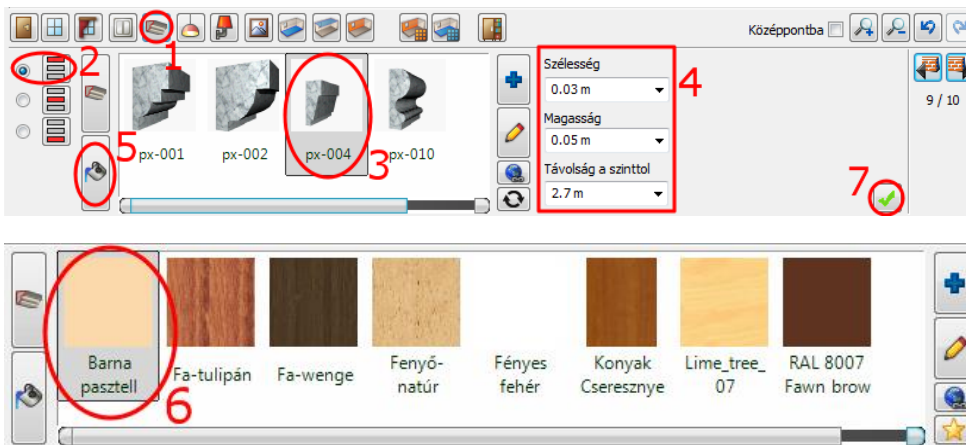 Középpontba
1
2
Szélesség
4
0.03 m
9 / 10
Magasság
5
px-001
px-002
px-004
3
px-010
0.05 m
Távolság a szinttol
7
2.7 m
Barna pasztell
Fa-tulipán
Fa-wenge
Fenyő-
natúr
Fényes
fehér
Konyak
Cseresznye
Lime_tree_
07
RAL 8007
Fawn brow
6